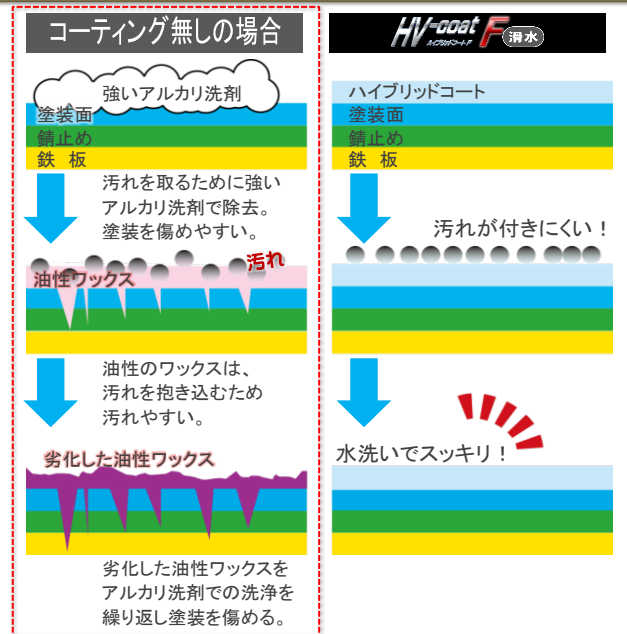 コーティング無しの場合
強いアルカリ洗剤
塗装面
錆止め
鉄 板
汚れを取るために強い
アルカリ洗剤で除去。
塗装を傷めやすい。
汚れ
油性ワックス
油性のワックスは、
汚れを抱き込むため
汚れやすい。
劣化した油性ワックス
劣化した油性ワックスを
アルカリ洗剤での洗浄を
繰り返し塗装を傷める。
HV-coat F 滑水
ハイブリッドコートF
ハイブリッドコート
塗装面
錆止め
鉄 板
汚れが付きにくい！
水洗いでスッキリ！